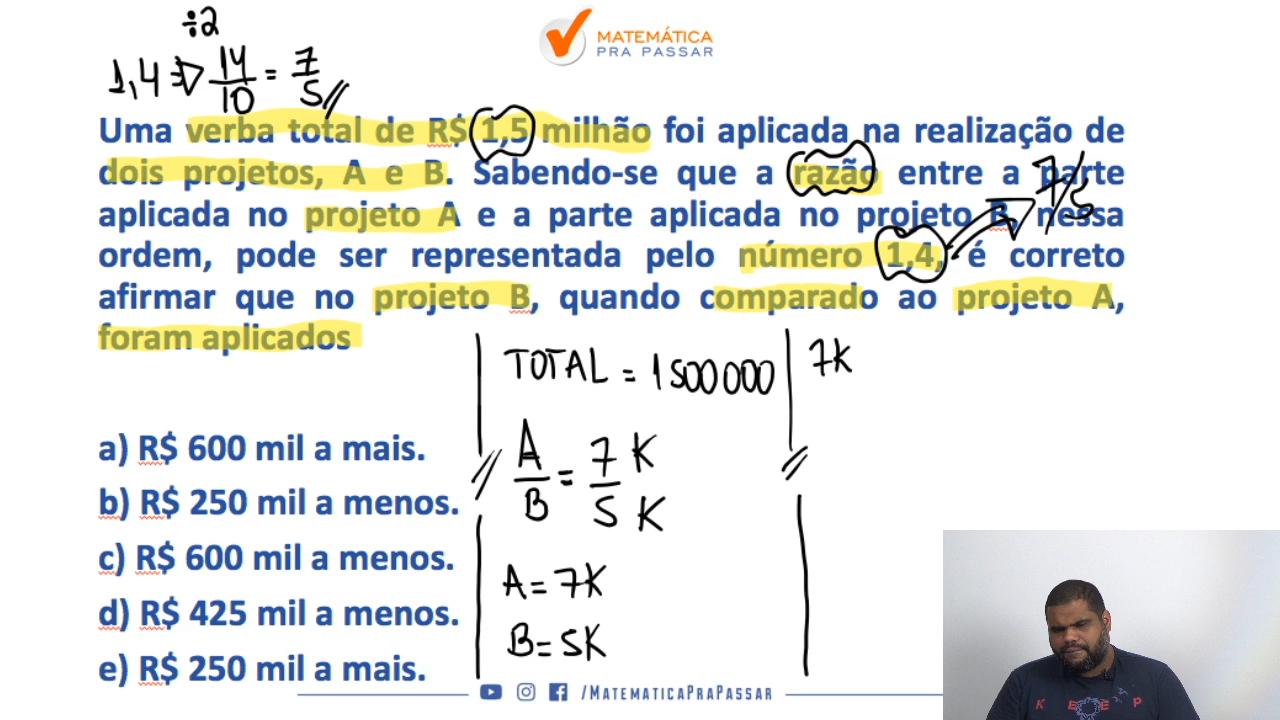 ÷2
1,4 ⇒ 14/10 = 7/5
MATEMÁTICA
PRA PASSAR
Uma verba total de R$ 1,5 milhão foi aplicada na realização de
dois projetos, A e B. Sabendo-se que a razão entre a parte
7/5
aplicada no projeto A e a parte aplicada no projeto B, nessa
ordem, pode ser representada pelo número 1,4, é correto
afirmar que no projeto B, quando comparado ao projeto A,
foram aplicados
TOTAL = 1500000
7K
a) R$ 600 mil a mais.
A/B = 7K/5K
b) R$ 250 mil a menos.
c) R$ 600 mil a menos.
A = 7K
d) R$ 425 mil a menos.
B = 5K
e) R$ 250 mil a mais.
/MATEMATICAPRAPASSAR